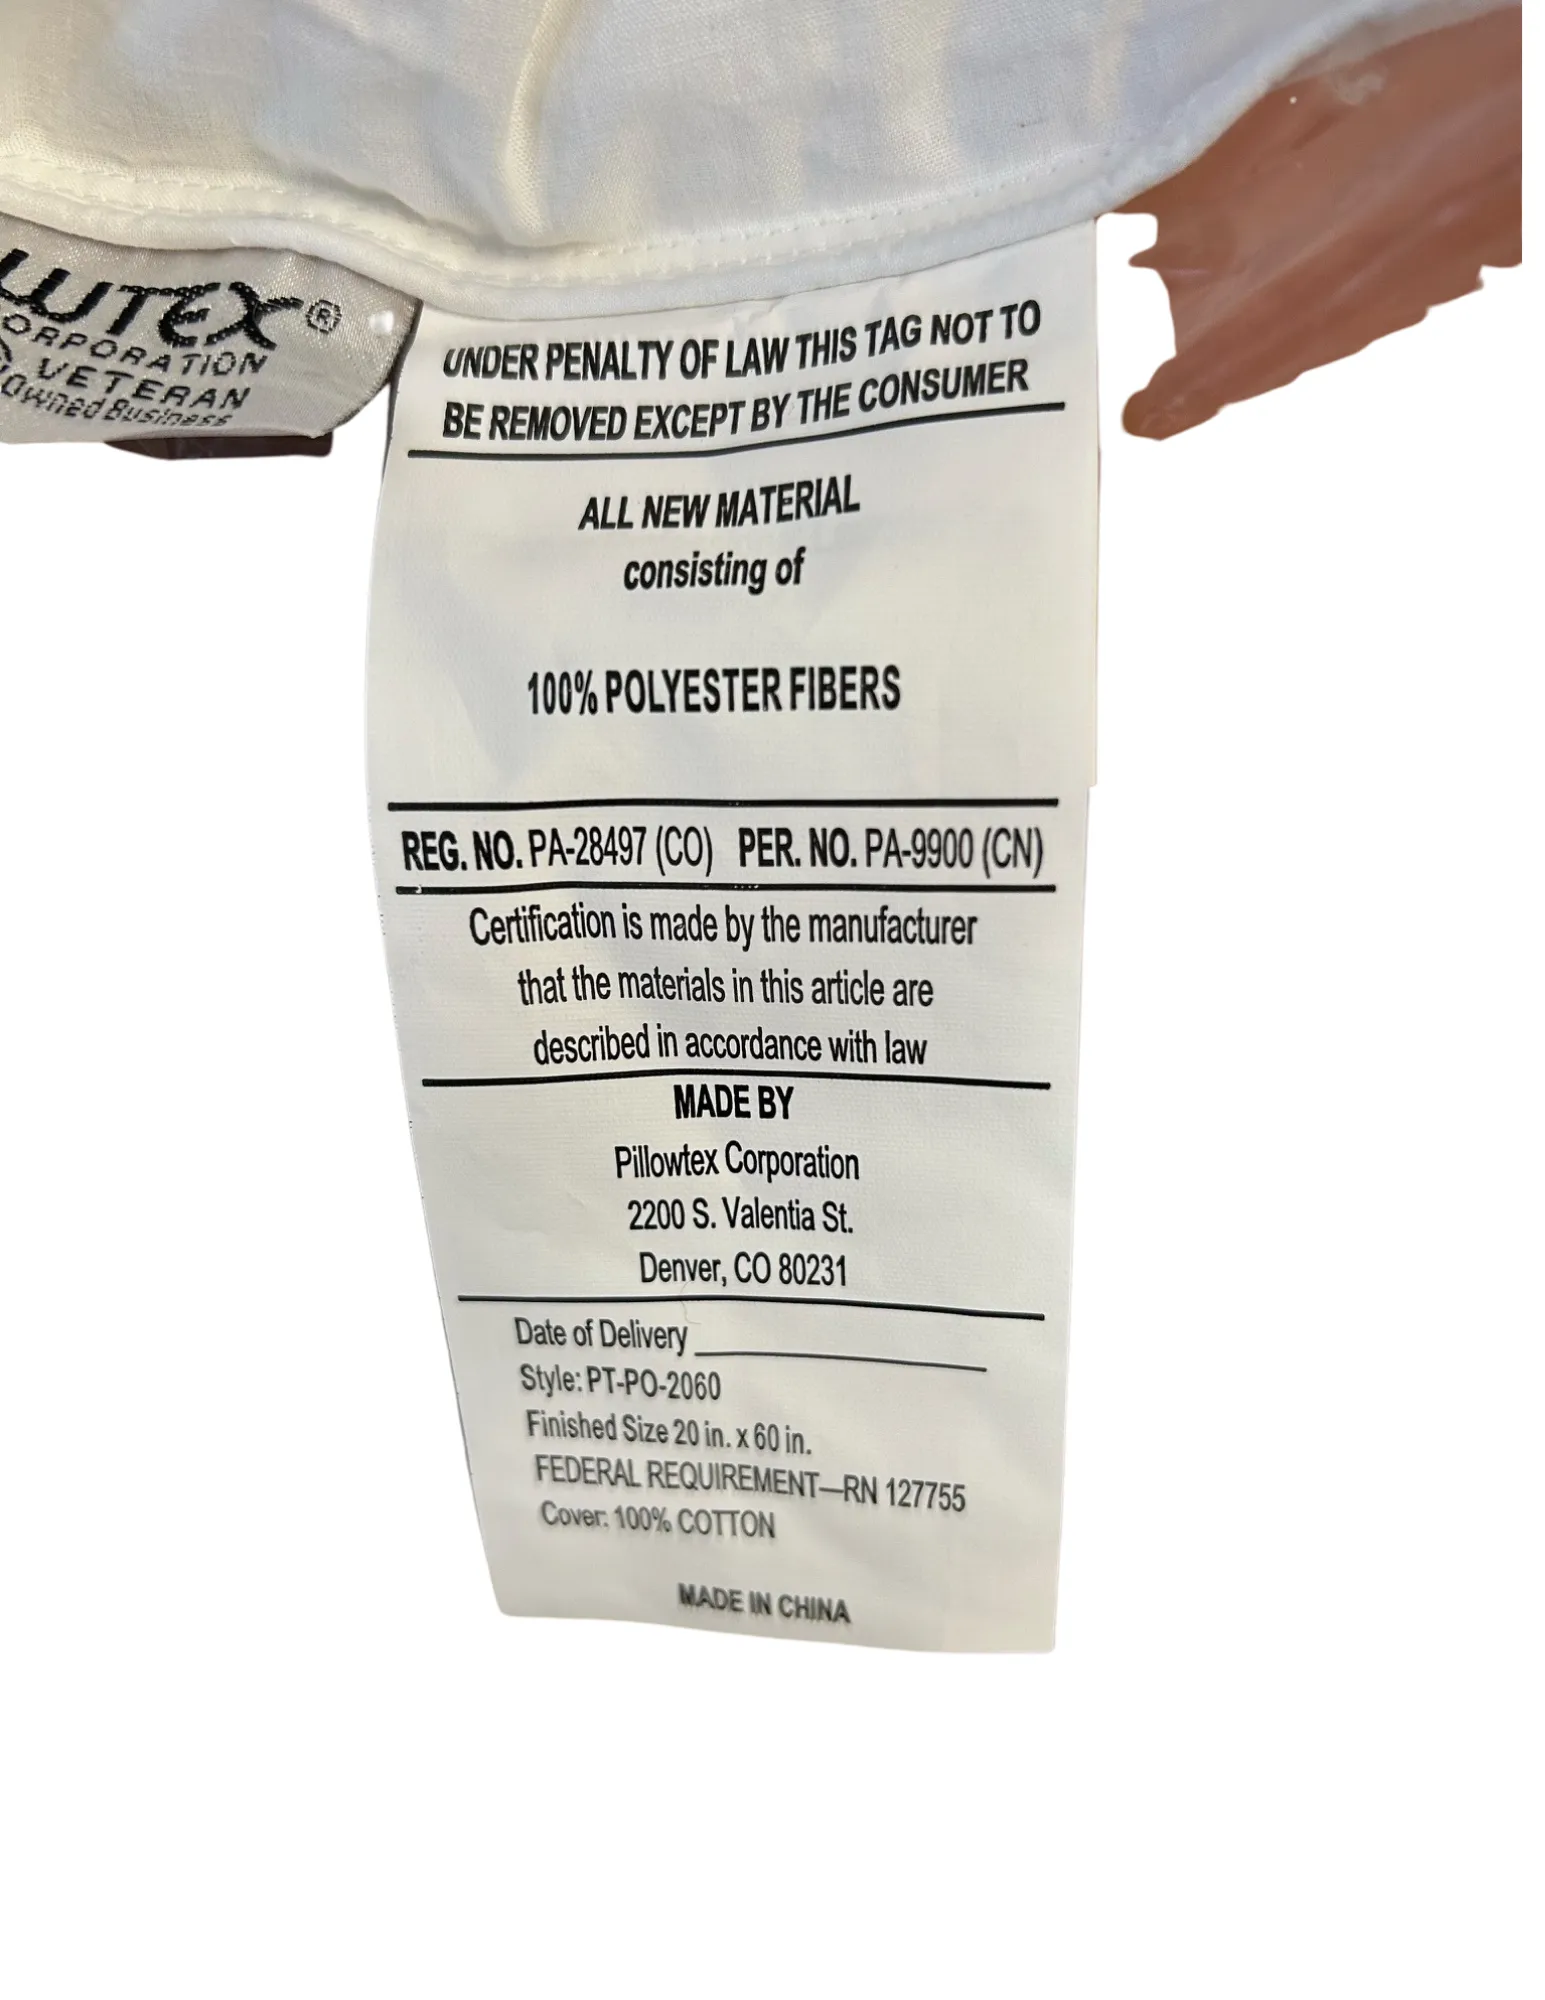 UNDER PENALTY OF LAW THIS TAG NOT TO
BE REMOVED EXCEPT BY THE CONSUMER
ALL NEW MATERIAL
consisting of
100% POLYESTER FIBERS
REG. NO. PA-28497 (CO) PER. NO. PA-9900 (CN)
Certification is made by the manufacturer
that the materials in this article are
described in accordance with law
MADE BY
Pillowtex Corporation
2200 S. Valentia St.
Denver, CO 80231
Date of Delivery
Style: PT-PO-2060
Finished Size 20 in. x 60 in.
FEDERAL REQUIREMENT—RN 127755
Cover: 100% COTTON
MADE IN CHINA
WTEX®
ORPORATION
VETERAN
Owned Business